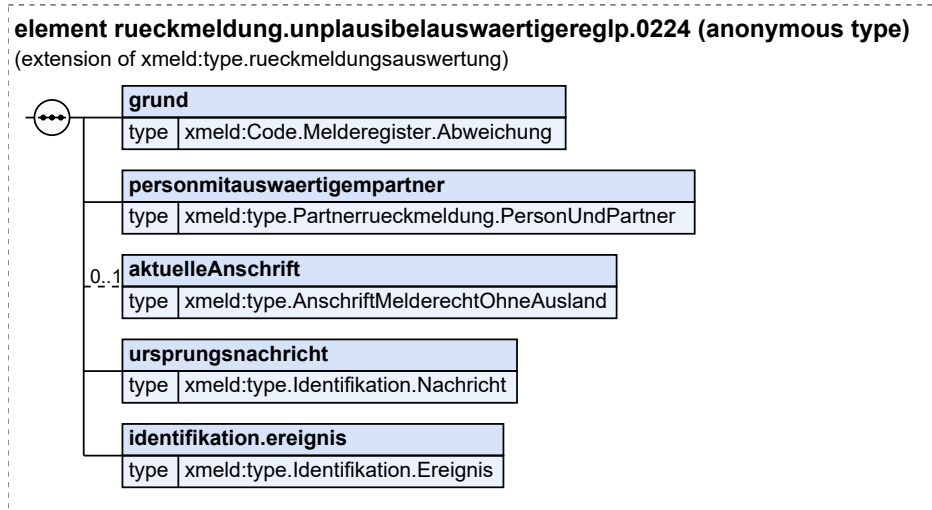 element rueckmeldung.unplausibelauswaertigereglp.0224 (anonymous type)
(extension of xmeld:type.rueckmeldungsauswertung)
grund
type xmeld:Code.Melderegister.Abweichung
personmitauswaertigempartner
type xmeld:type.Partnerrueckmeldung.PersonUndPartner
0..1 aktuelleAnschrift
type xmeld:type.AnschriftMelderechtOhneAusland
ursprungsnachricht
type xmeld:type.Identifikation.Nachricht
identifikation.ereignis
type xmeld:type.Identifikation.Ereignis